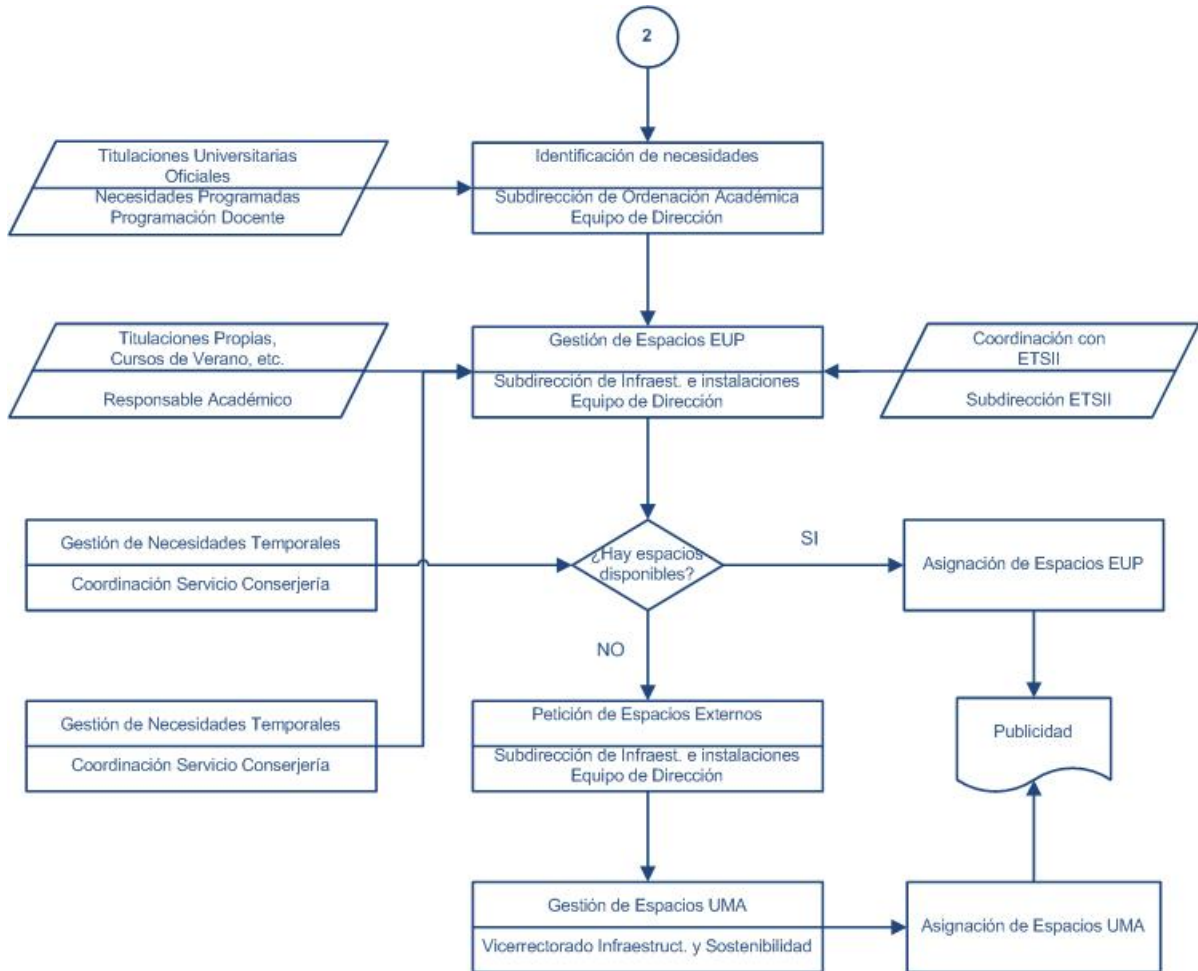 2
Titulaciones Universitarias
Oficiales
Necesidades Programadas
Programación Docente
Identificación de necesidades
Subdirección de Ordenación Académica
Equipo de Dirección
Titulaciones Propias,
Cursos de Verano, etc.
Responsable Académico
Gestión de Espacios EUP
Subdirección de Infraest. e instalaciones
Equipo de Dirección
Coordinación con
ETSII
Subdirección ETSII
Gestión de Necesidades Temporales
Coordinación Servicio Conserjería
¿Hay espacios
disponibles?
SI
Asignación de Espacios EUP
NO
Gestión de Necesidades Temporales
Coordinación Servicio Conserjería
Petición de Espacios Externos
Subdirección de Infraest. e instalaciones
Equipo de Dirección
Publicidad
Gestión de Espacios UMA
Vicerrectorado Infraestruct. y Sostenibilidad
Asignación de Espacios UMA